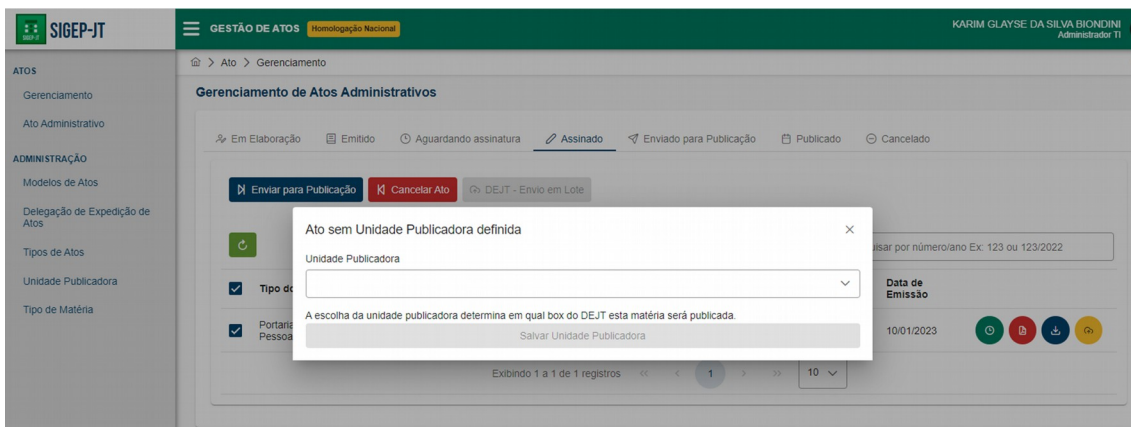 SIGEP-JT
GESTÃO DE ATOS Homologação Nacional
KARIM GLAYSE DA SILVA BIONDINI
Administrador TI
ATOS
Gerenciamento
Ato Administrativo
ADMINISTRAÇÃO
Modelos de Atos
Delegação de Expedição de
Atos
Tipos de Atos
Unidade Publicadora
Tipo de Matéria
Ato > Gerenciamento
Gerenciamento de Atos Administrativos
Em Elaboração Emitido Aguardando assinatura Assinado Enviado para Publicação Publicado Cancelado
Enviar para Publicação Cancelar Ato DEJT - Envio em Lote
Ato sem Unidade Publicadora definida
Unidade Publicadora
A escolha da unidade publicadora determina em qual box do DEJT esta matéria será publicada.
Salvar Unidade Publicadora
uisar por número/ano Ex: 123 ou 123/2022
Tipo do
Data de
Emissão
Portaria
Pessoa
10/01/2023
Exibindo 1 a 1 de 1 registros << < 1 > >> 10